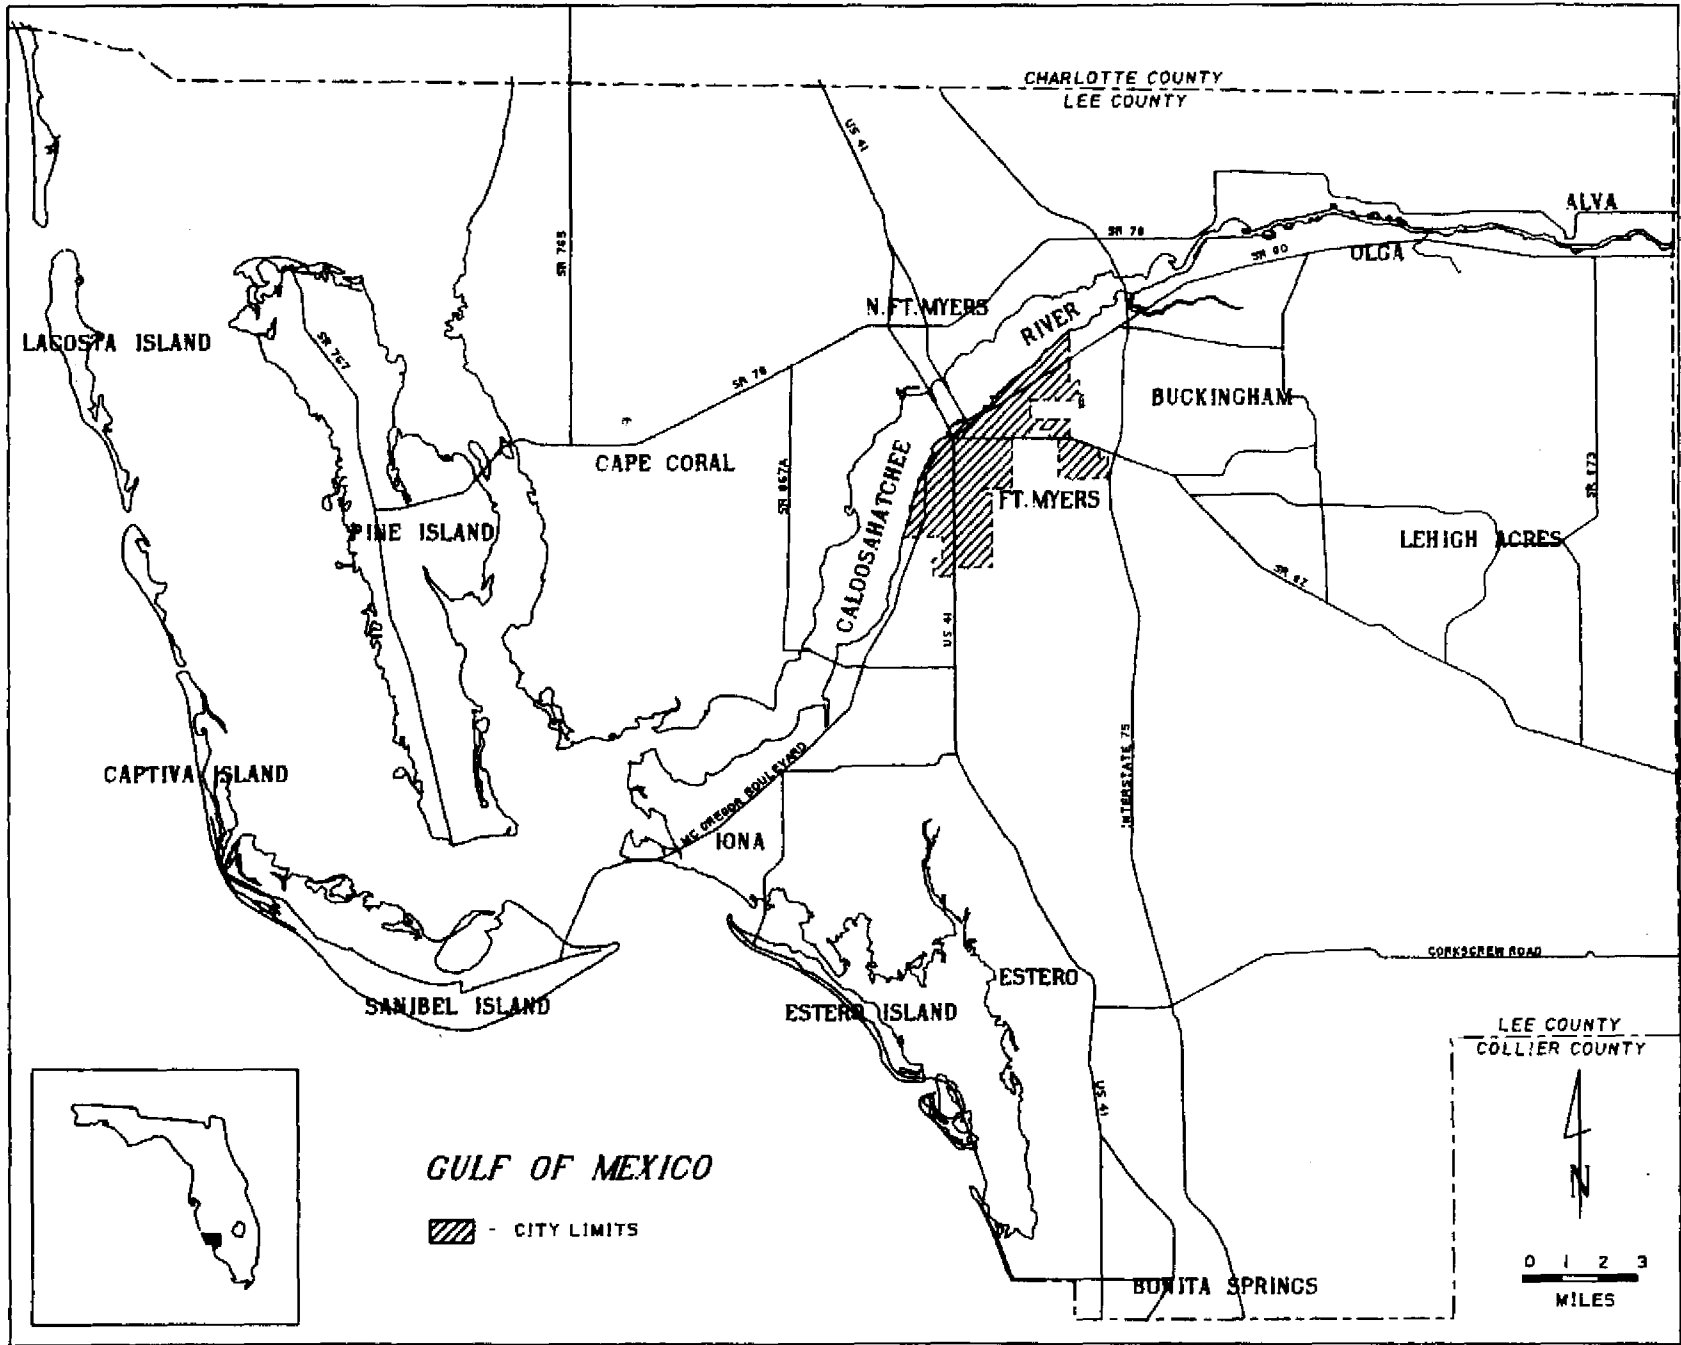 CHARLOTTE COUNTY
LEE COUNTY
US 41
ALVA
SR 78
SR 765
SR 80
OLGA
N. FT. MYERS
RIVER
LACOSTA ISLAND
SR 767
SR 78
BUCKINGHAM
CAPE CORAL
CALOOSAHATCHEE
SR 867A
FT. MYERS
SR 873
PINE ISLAND
LEHIGH ACRES
SR 82
US 41
INTERSTATE 75
CAPTIVA ISLAND
MC GREGOR BOULEVARD
IONA
CORKSCREW ROAD
ESTERO
SANIBEL ISLAND
ESTERO ISLAND
LEE COUNTY
COLLIER COUNTY
US 41
GULF OF MEXICO
N
- CITY LIMITS
0 1 2 3
MILES
BONITA SPRINGS